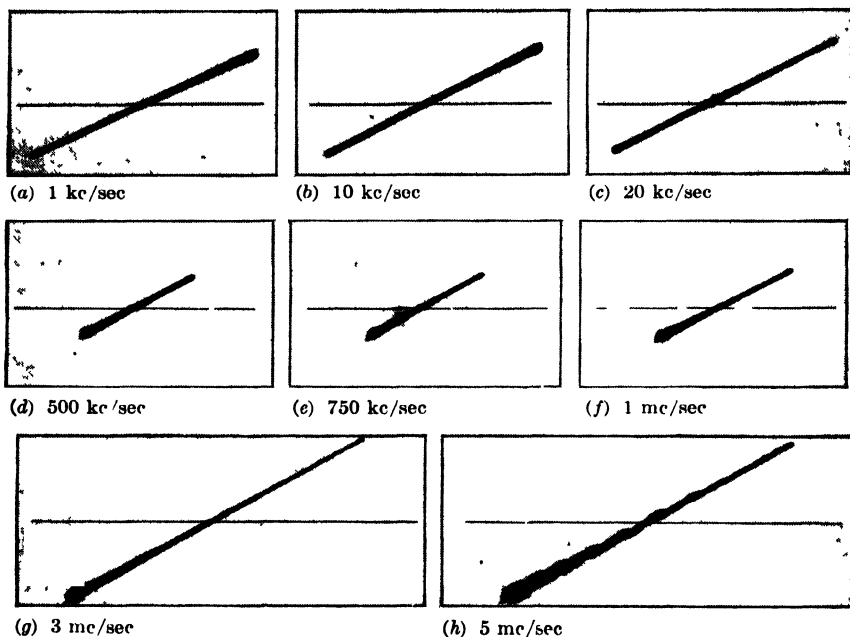 (a) 1 kc/sec (b) 10 kc/sec (c) 20 kc/sec
(d) 500 kc/sec (e) 750 kc/sec (f) 1 mc/sec
(g) 3 mc/sec (h) 5 mc/sec